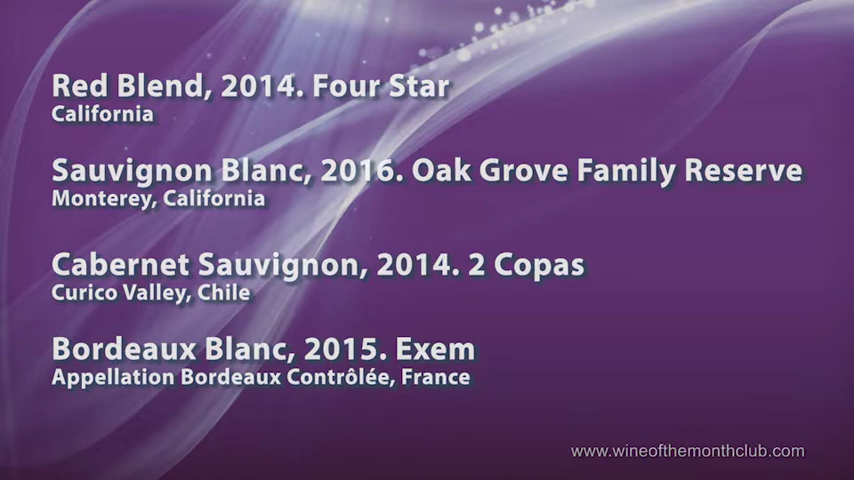 Red Blend, 2014. Four Star
California
Sauvignon Blanc, 2016. Oak Grove Family Reserve
Monterey, California
Cabernet Sauvignon, 2014. 2 Copas
Curico Valley, Chile
Bordeaux Blanc, 2015. Exem
Appellation Bordeaux Contrôlée, France
www.wineofthemonthclub.com